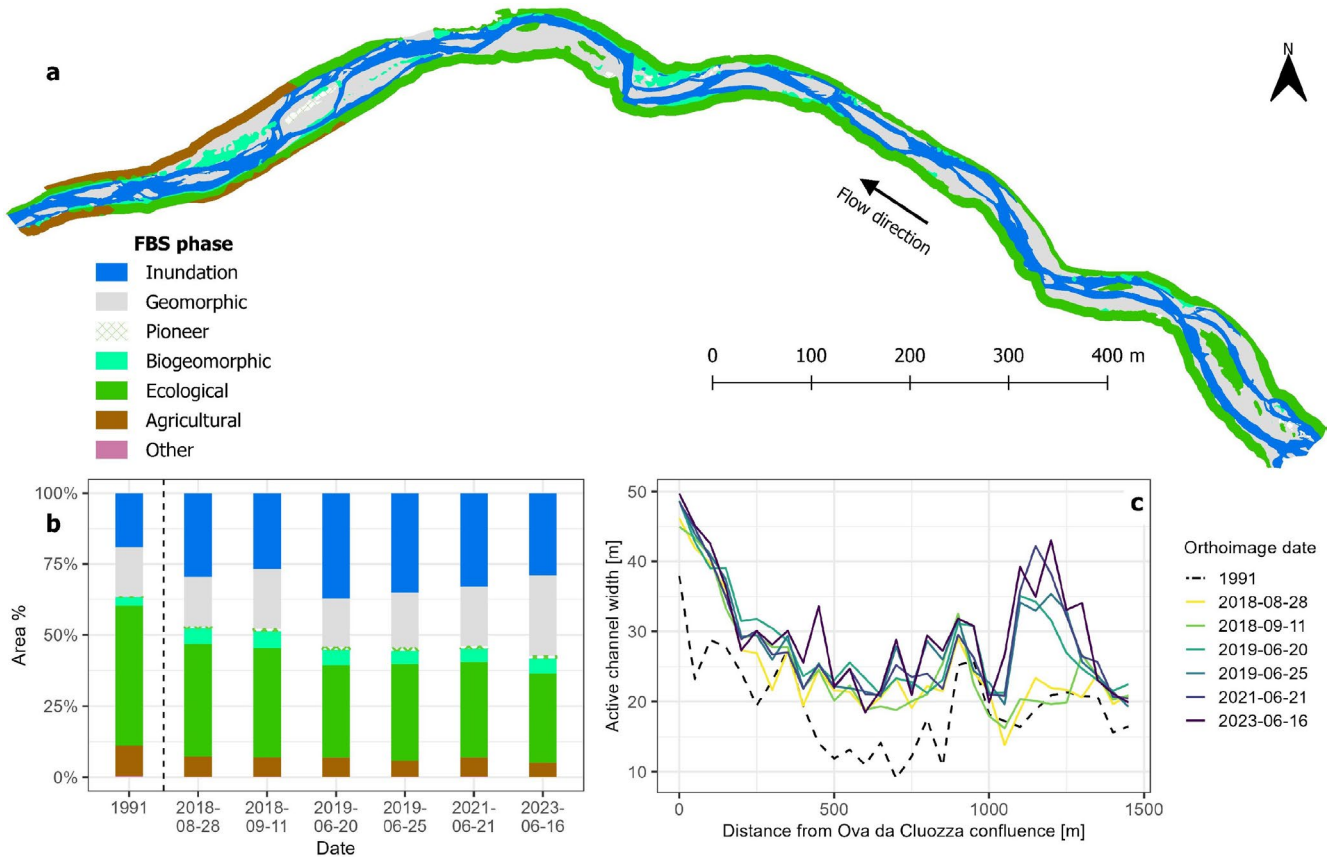 a
N
Flow direction
FBS phase
Inundation
Geomorphic
Pioneer
Biogeomorphic
Ecological
Agricultural
Other
0 100 200 300 400 m
b
Area %
100%
75%
50%
25%
0%
1991
2018-08-28
2018-09-11
2019-06-20
2019-06-25
2021-06-21
2023-06-16
Date
c
Active channel width [m]
50
40
30
20
10
0 500 1000 1500
Distance from Ova da Cluozza confluence [m]
Orthoimage date
1991
2018-08-28
2018-09-11
2019-06-20
2019-06-25
2021-06-21
2023-06-16